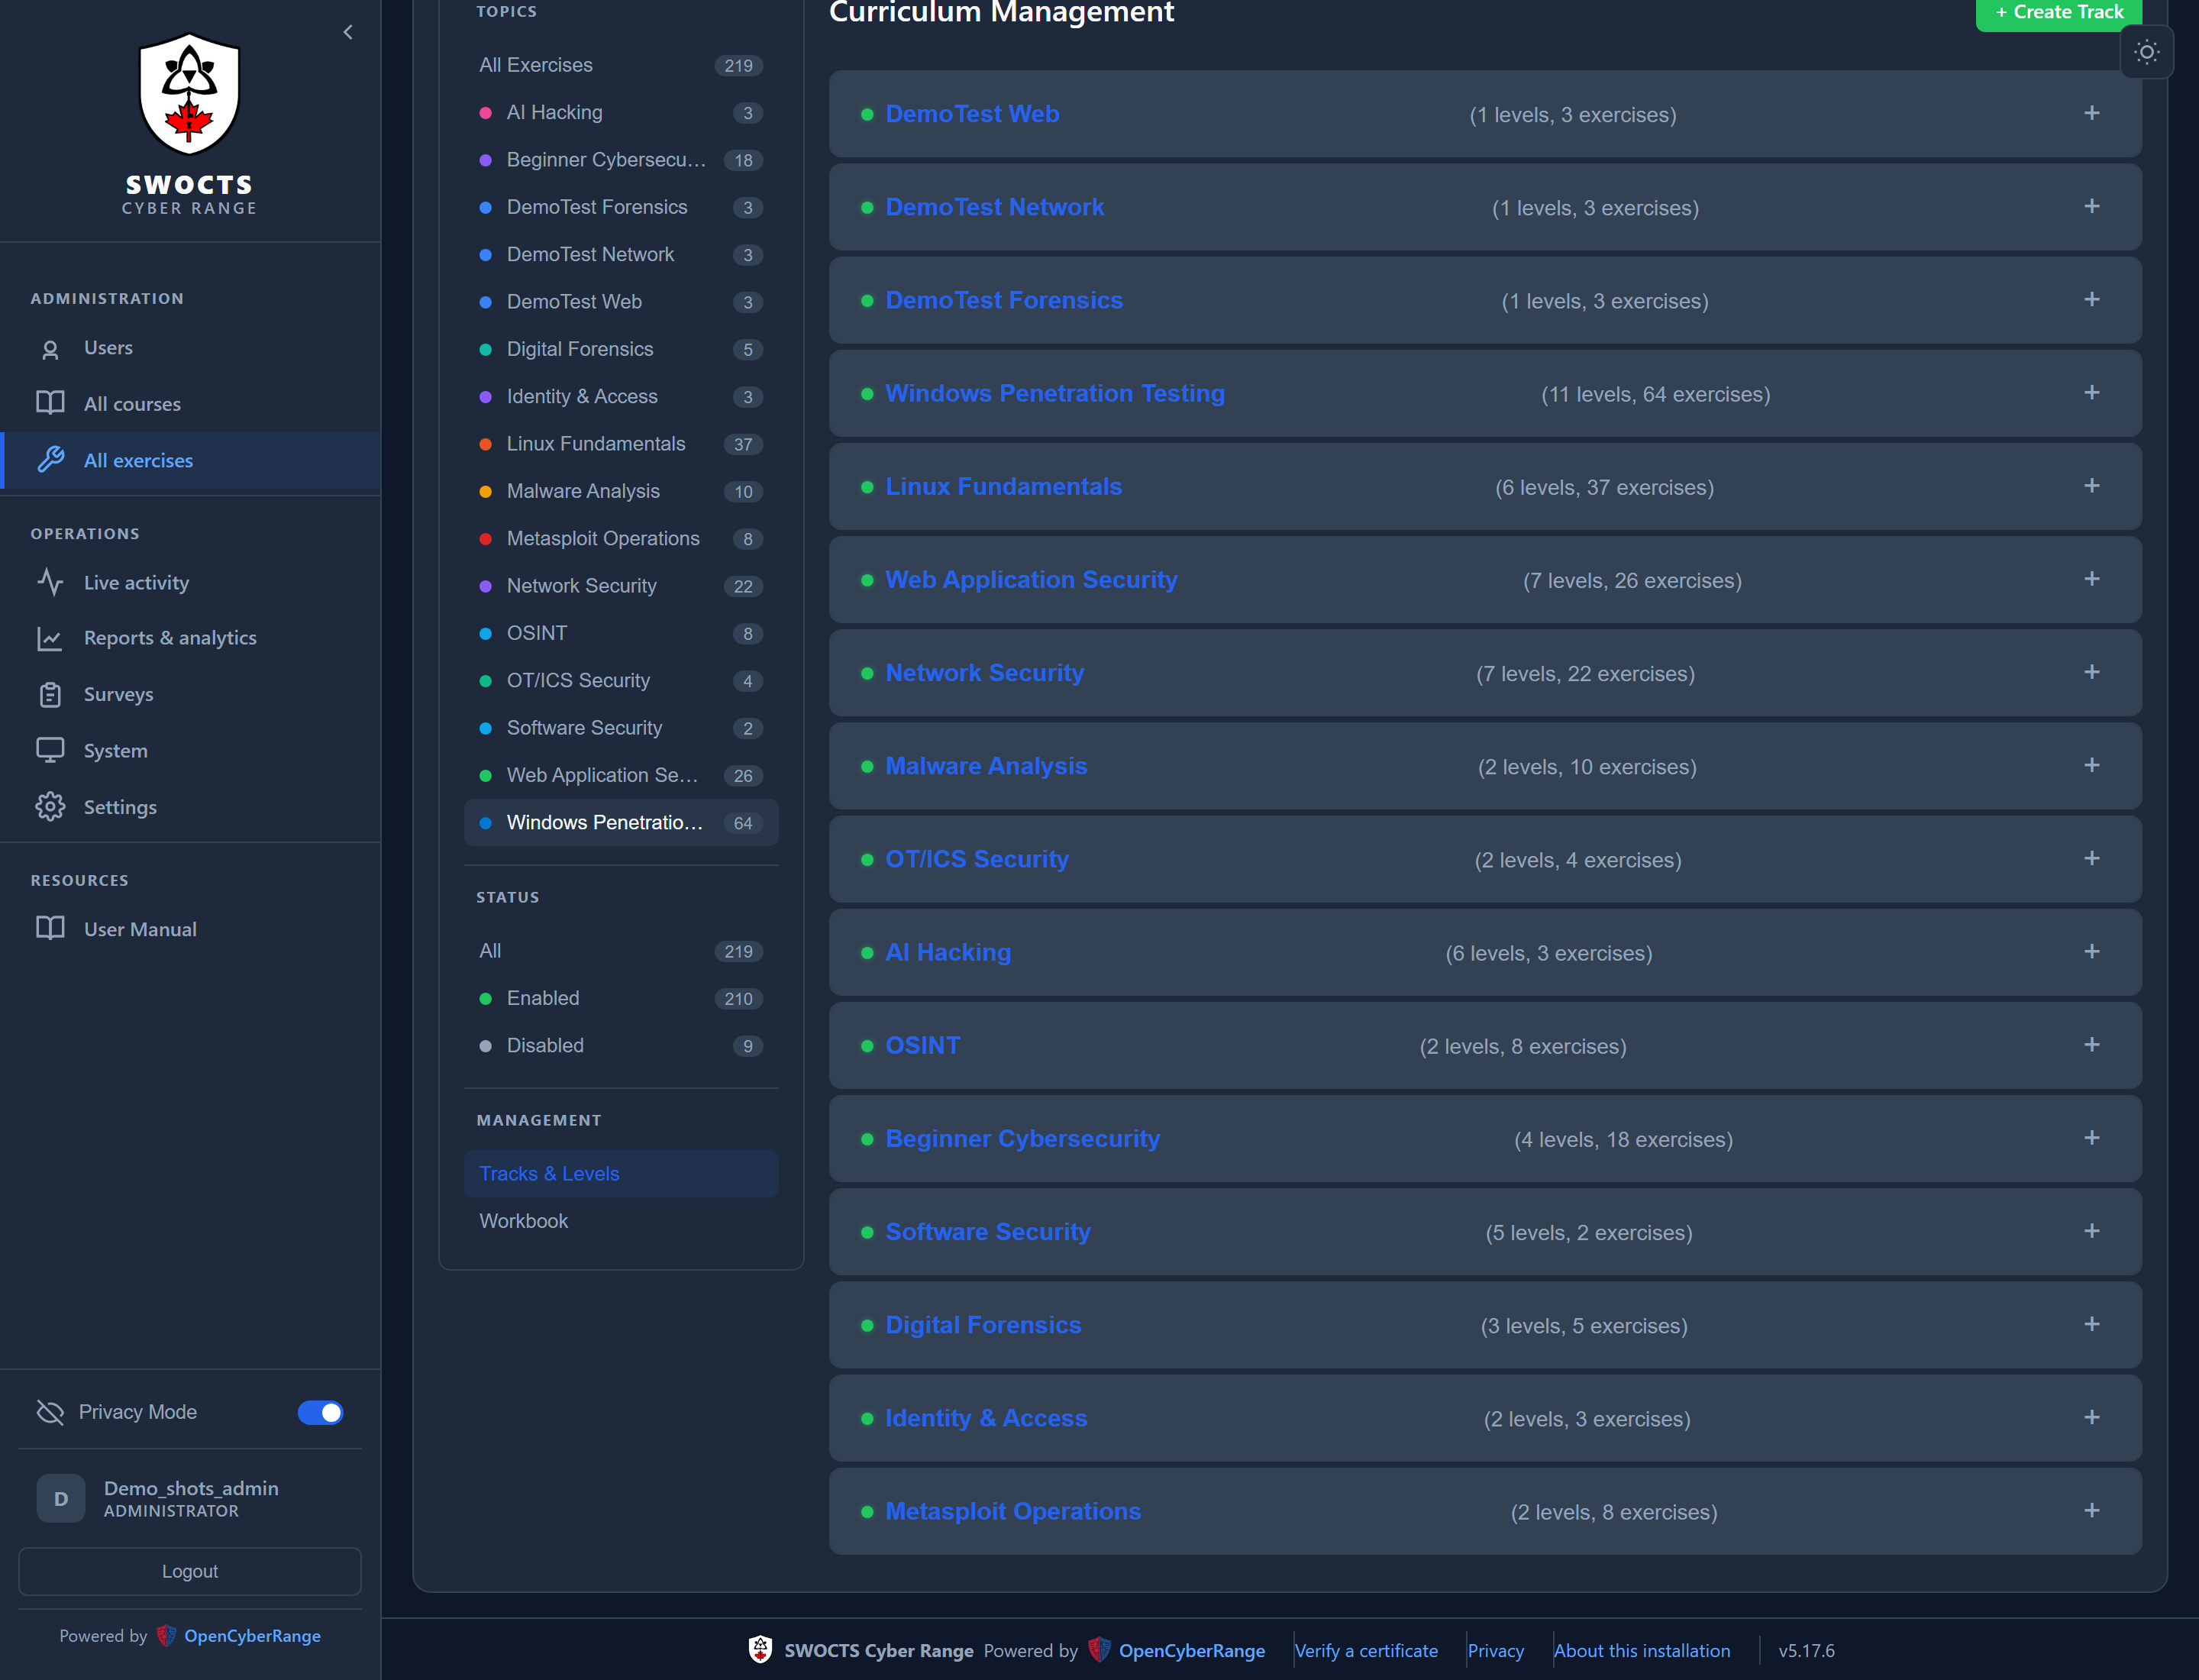 SWOCTS
CYBER RANGE
ADMINISTRATION
Users
All courses
All exercises
OPERATIONS
Live activity
Reports & analytics
Surveys
System
Settings
RESOURCES
User Manual
Privacy Mode
D
Demo_shots_admin
ADMINISTRATOR
Logout
Powered by OpenCyberRange
TOPICS
All Exercises 219
AI Hacking 3
Beginner Cybersecu... 18
DemoTest Forensics 3
DemoTest Network 3
DemoTest Web 3
Digital Forensics 5
Identity & Access 3
Linux Fundamentals 37
Malware Analysis 10
Metasploit Operations 8
Network Security 22
OSINT 8
OT/ICS Security 4
Software Security 2
Web Application Se... 26
Windows Penetratio... 64
STATUS
All 219
Enabled 210
Disabled 9
MANAGEMENT
Tracks & Levels
Workbook
Curriculum Management
+ Create Track
DemoTest Web (1 levels, 3 exercises) +
DemoTest Network (1 levels, 3 exercises) +
DemoTest Forensics (1 levels, 3 exercises) +
Windows Penetration Testing (11 levels, 64 exercises) +
Linux Fundamentals (6 levels, 37 exercises) +
Web Application Security (7 levels, 26 exercises) +
Network Security (7 levels, 22 exercises) +
Malware Analysis (2 levels, 10 exercises) +
OT/ICS Security (2 levels, 4 exercises) +
AI Hacking (6 levels, 3 exercises) +
OSINT (2 levels, 8 exercises) +
Beginner Cybersecurity (4 levels, 18 exercises) +
Software Security (5 levels, 2 exercises) +
Digital Forensics (3 levels, 5 exercises) +
Identity & Access (2 levels, 3 exercises) +
Metasploit Operations (2 levels, 8 exercises) +
SWOCTS Cyber Range Powered by OpenCyberRange Verify a certificate Privacy About this installation v5.17.6